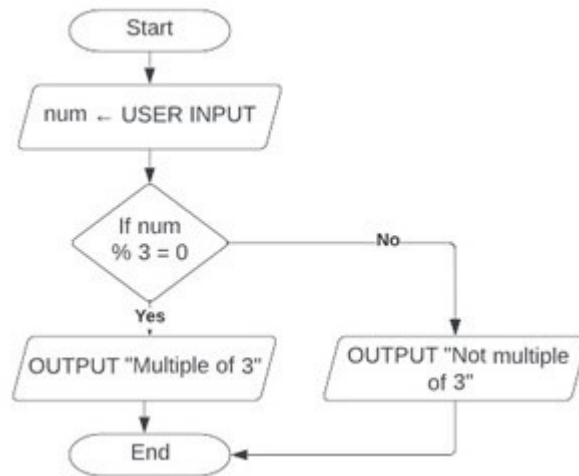 Start
num ← USER INPUT
If num
% 3 = 0
No
Yes
OUTPUT "Multiple of 3"
OUTPUT "Not multiple
of 3"
End